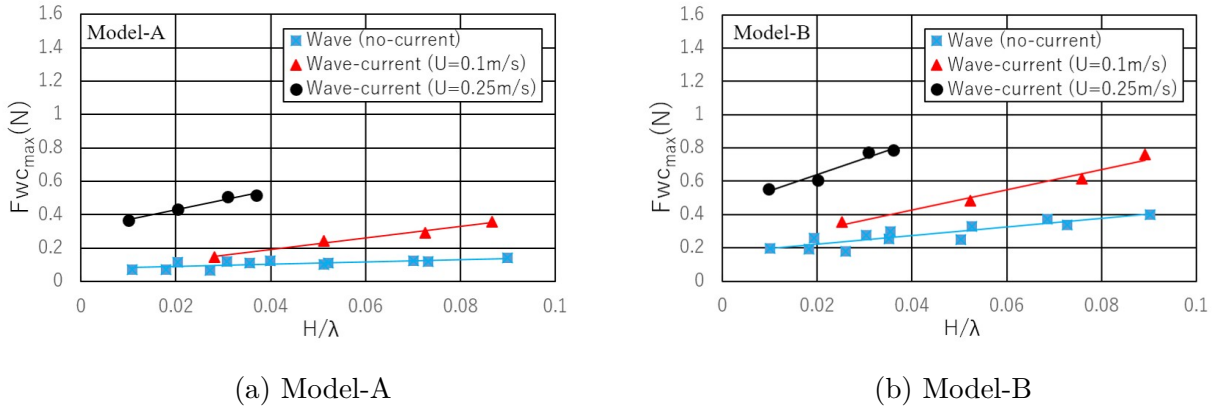 Model-A
Wave (no-current)
Wave-current (U=0.1m/s)
Wave-current (U=0.25m/s)
Fwc_max(N)
1.6
1.4
1.2
1
0.8
0.6
0.4
0.2
0
0 0.02 0.04 0.06 0.08 0.1
H/λ
(a) Model-A
Model-B
Wave (no-current)
Wave-current (U=0.1m/s)
Wave-current (U=0.25m/s)
Fwc_max(N)
1.6
1.4
1.2
1
0.8
0.6
0.4
0.2
0
0 0.02 0.04 0.06 0.08 0.1
H/λ
(b) Model-B